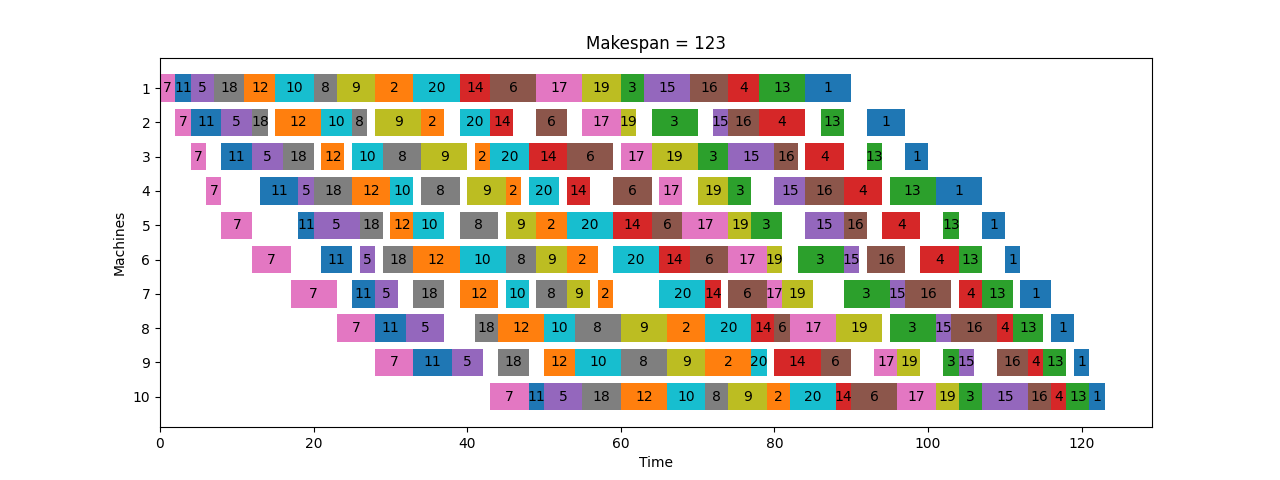 Makespan = 123
1 7 11 5 18 12 10 8 9 2 20 14 6 17 19 3 15 16 4 13 1
2 7 11 5 18 12 10 8 9 2 20 14 6 17 19 3 15 16 4 13 1
3 7 11 5 18 12 10 8 9 2 20 14 6 17 19 3 15 16 4 13 1
4 7 11 5 18 12 10 8 9 2 20 14 6 17 19 3 15 16 4 13 1
5 7 11 5 18 12 10 8 9 2 20 14 6 17 19 3 15 16 4 13 1
6 7 11 5 18 12 10 8 9 2 20 14 6 17 19 3 15 16 4 13 1
7 7 11 5 18 12 10 8 9 2 20 14 6 17 19 3 15 16 4 13 1
8 7 11 5 18 12 10 8 9 2 20 14 6 17 19 3 15 16 4 13 1
9 7 11 5 18 12 10 8 9 2 20 14 6 17 19 3 15 16 4 13 1
10 7 11 5 18 12 10 8 9 2 20 14 6 17 19 3 15 16 4 13 1
Machines
0 20 40 60 80 100 120
Time